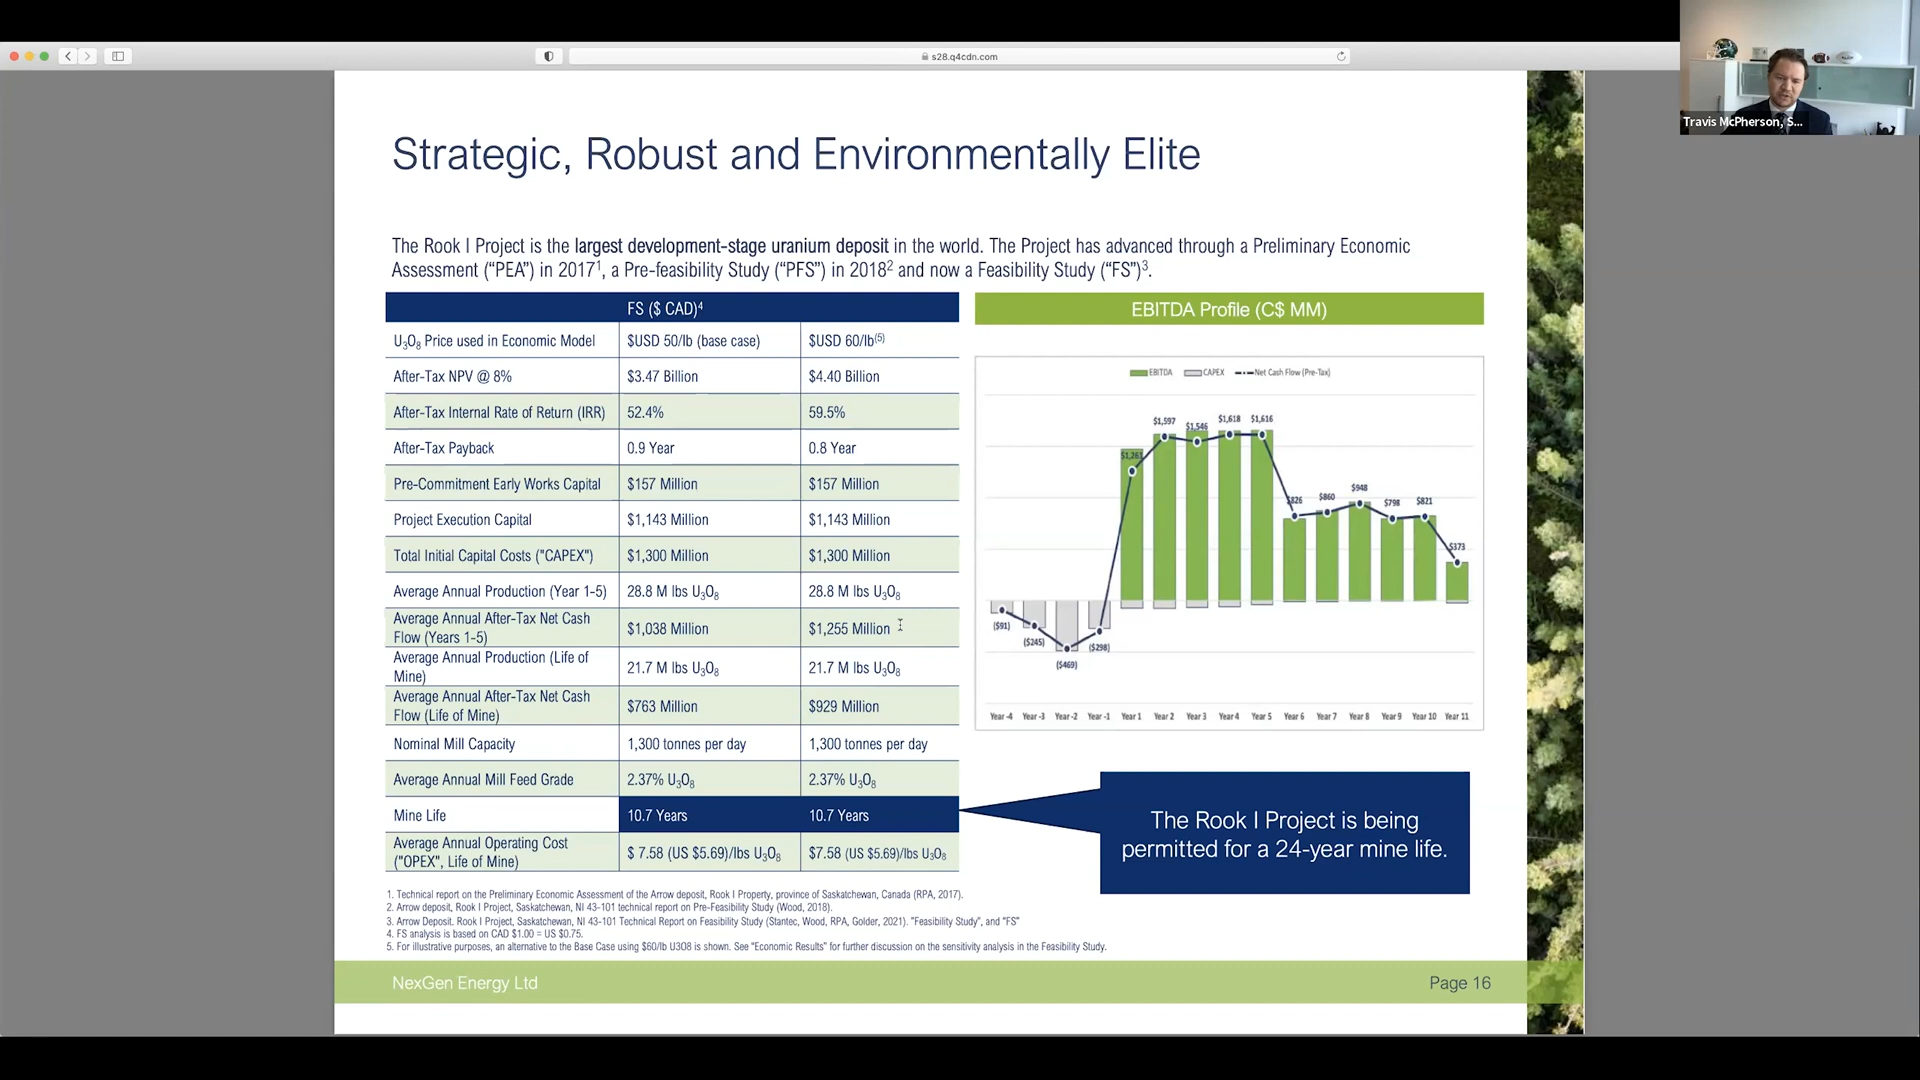 s28.q4cdn.com
Travis McPherson, S...
Strategic, Robust and Environmentally Elite
The Rook I Project is the largest development-stage uranium deposit in the world. The Project has advanced through a Preliminary Economic
Assessment (“PEA”) in 2017¹, a Pre-feasibility Study (“PFS”) in 2018² and now a Feasibility Study (“FS”)³.
FS ($ CAD)⁴
U₃O₈ Price used in Economic Model $USD 50/lb (base case) $USD 60/lb⁽⁵⁾
After-Tax NPV @ 8% $3.47 Billion $4.40 Billion
After-Tax Internal Rate of Return (IRR) 52.4% 59.5%
After-Tax Payback 0.9 Year 0.8 Year
Pre-Commitment Early Works Capital $157 Million $157 Million
Project Execution Capital $1,143 Million $1,143 Million
Total Initial Capital Costs ("CAPEX") $1,300 Million $1,300 Million
Average Annual Production (Year 1-5) 28.8 M lbs U₃O₈ 28.8 M lbs U₃O₈
Average Annual After-Tax Net Cash
Flow (Years 1-5) $1,038 Million $1,255 Million
Average Annual Production (Life of
Mine) 21.7 M lbs U₃O₈ 21.7 M lbs U₃O₈
Average Annual After-Tax Net Cash
Flow (Life of Mine) $763 Million $929 Million
Nominal Mill Capacity 1,300 tonnes per day 1,300 tonnes per day
Average Annual Mill Feed Grade 2.37% U₃O₈ 2.37% U₃O₈
Mine Life 10.7 Years 10.7 Years
Average Annual Operating Cost
("OPEX", Life of Mine) $ 7.58 (US $5.69)/lbs U₃O₈ $7.58 (US $5.69)/lbs U₃O₈
EBITDA Profile (C$ MM)
EBITDA CAPEX Net Cash Flow (Pre-Tax)
$1,261 $1,597 $1,546 $1,618 $1,616
$826 $860 $948 $798 $821
$373
($91) ($245) ($469) ($298)
Year -4 Year -3 Year -2 Year -1 Year 1 Year 2 Year 3 Year 4 Year 5 Year 6 Year 7 Year 8 Year 9 Year 10 Year 11
The Rook I Project is being
permitted for a 24-year mine life.
1. Technical report on the Preliminary Economic Assessment of the Arrow deposit, Rook I Property, province of Saskatchewan, Canada (RPA, 2017).
2. Arrow deposit, Rook I Project, Saskatchewan, NI 43-101 technical report on Pre-Feasibility Study (Wood, 2018).
3. Arrow Deposit. Rook I Project, Saskatchewan, NI 43-101 Technical Report on Feasibility Study (Stantec, Wood, RPA, Golder, 2021). "Feasibility Study", and "FS"
4. FS analysis is based on CAD $1.00 = US $0.75.
5. For illustrative purposes, an alternative to the Base Case using $60/lb U3O8 is shown. See "Economic Results" for further discussion on the sensitivity analysis in the Feasibility Study.
NexGen Energy Ltd
Page 16